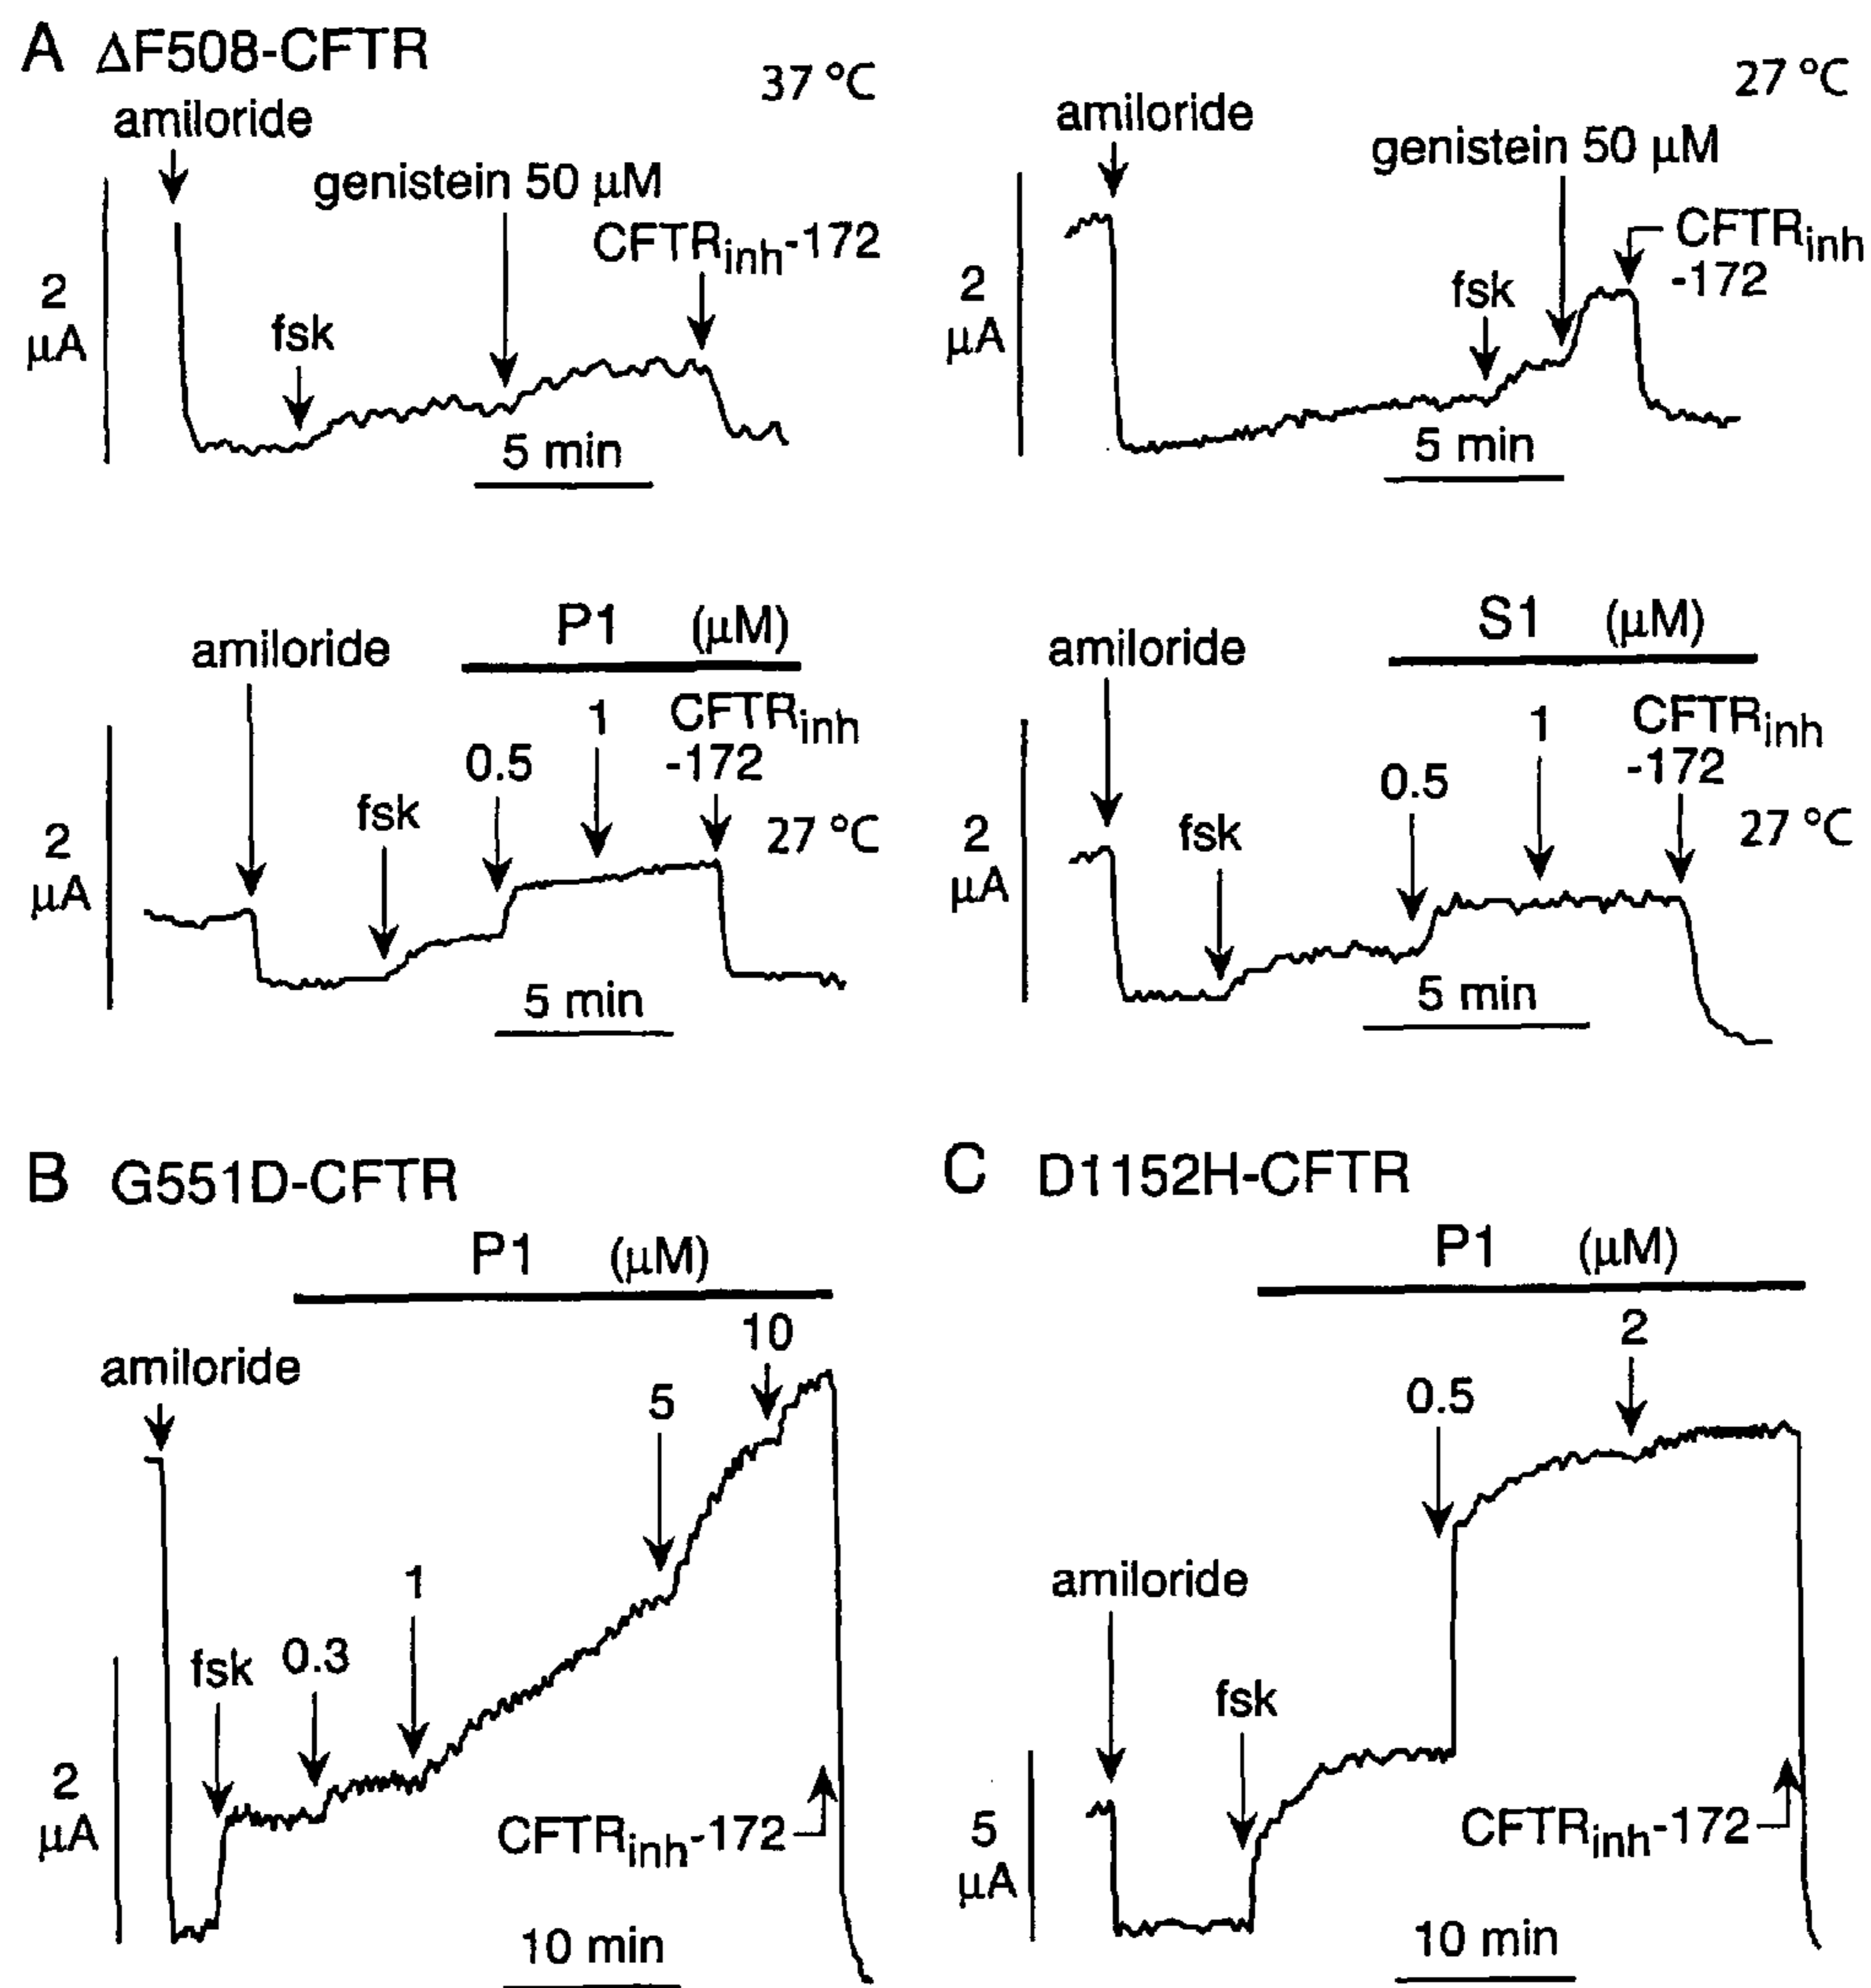 A ΔF508-CFTR
37 °C
amiloride
genistein 50 µM
CFTRinh-172
fsk
2
µA
5 min
27 °C
amiloride
genistein 50 µM
CFTRinh
-172
fsk
2
µA
5 min
P1 (µM)
amiloride
1
CFTRinh
-172
0.5
fsk
27 °C
2
µA
5 min
S1 (µM)
amiloride
1
CFTRinh
-172
0.5
fsk
27 °C
2
µA
5 min
B G551D-CFTR
P1 (µM)
10
amiloride
5
1
fsk
0.3
2
µA
CFTRinh-172
10 min
C D1152H-CFTR
P1 (µM)
2
0.5
amiloride
fsk
5
µA
CFTRinh-172
10 min